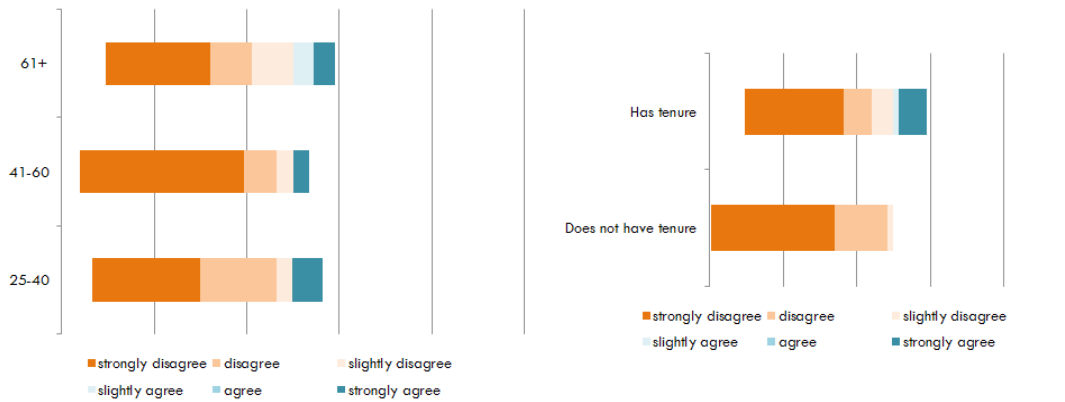 61+
41-60
25-40
strongly disagree disagree slightly disagree
slightly agree agree strongly agree
Has tenure
Does not have tenure
strongly disagree disagree slightly disagree
slightly agree agree strongly agree